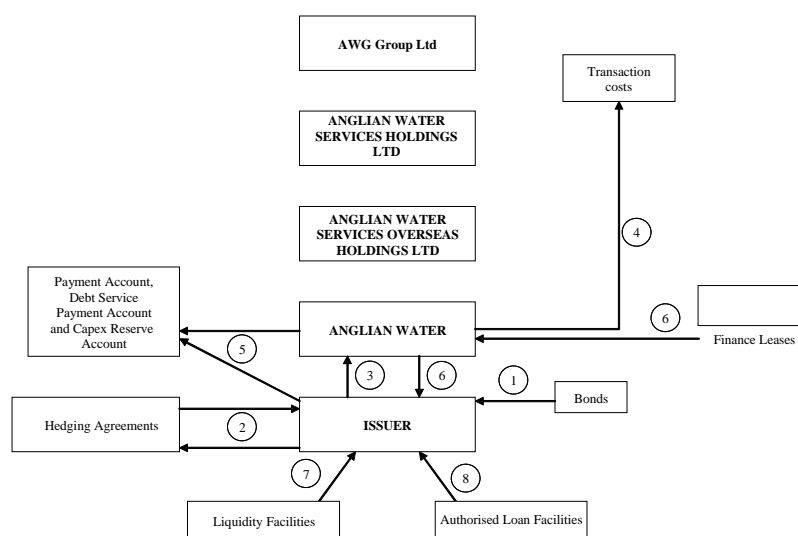 AWG Group Ltd
Transaction
costs
ANGLIAN WATER
SERVICES HOLDINGS
LTD
ANGLIAN WATER
SERVICES OVERSEAS
HOLDINGS LTD
4
Payment Account,
Debt Service
Payment Account
and Capex Reserve
Account
ANGLIAN WATER
6
Finance Leases
5
3
6
1
Bonds
Hedging Agreements
2
ISSUER
7
8
Liquidity Facilities
Authorised Loan Facilities